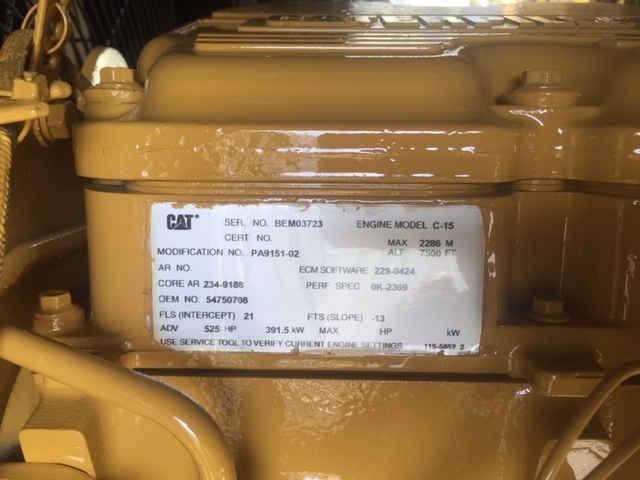 CAT® SER. NO. BEM03723 ENGINE MODEL C-15
CERT NO. MAX 2286 M
MODIFICATION NO. PA9151-02 ALT 7500 FT
AR NO. ECM SOFTWARE 229-0424
CORE AR 234-9188 PERF SPEC 0K-2369
OEM NO. 54750708
FLS (INTERCEPT) 21 FTS (SLOPE) -13
ADV 525 HP 391.5 kW MAX HP kW
USE SERVICE TOOL TO VERIFY CURRENT ENGINE SETTINGS 115-5852 2